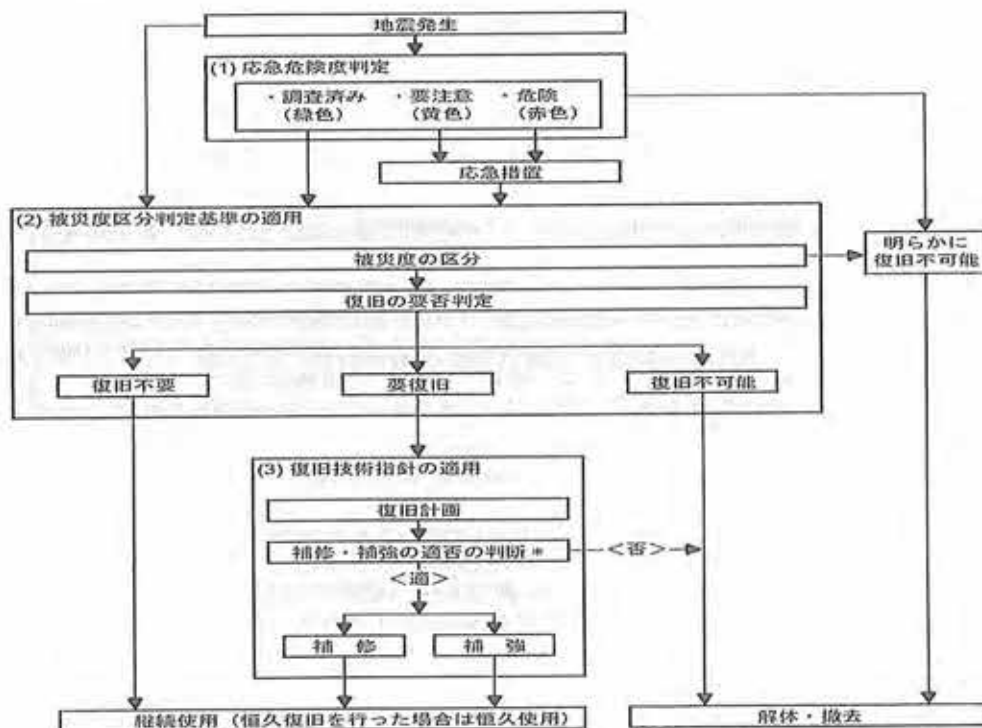 地震発生
(1) 応急危険度判定
・調査済み ・要注意 ・危険
(緑色) (黄色) (赤色)
応急措置
(2) 被災度区分判定基準の適用
被災度の区分
明らかに
復旧不可能
復旧の要否判定
復旧不要 要復旧 復旧不可能
(3) 復旧技術指針の適用
復旧計画
補修・補強の適否の判断*
＜否＞
＜適＞
補 修 補 強
継続使用（恒久復旧を行った場合は恒久使用）
解体・撤去